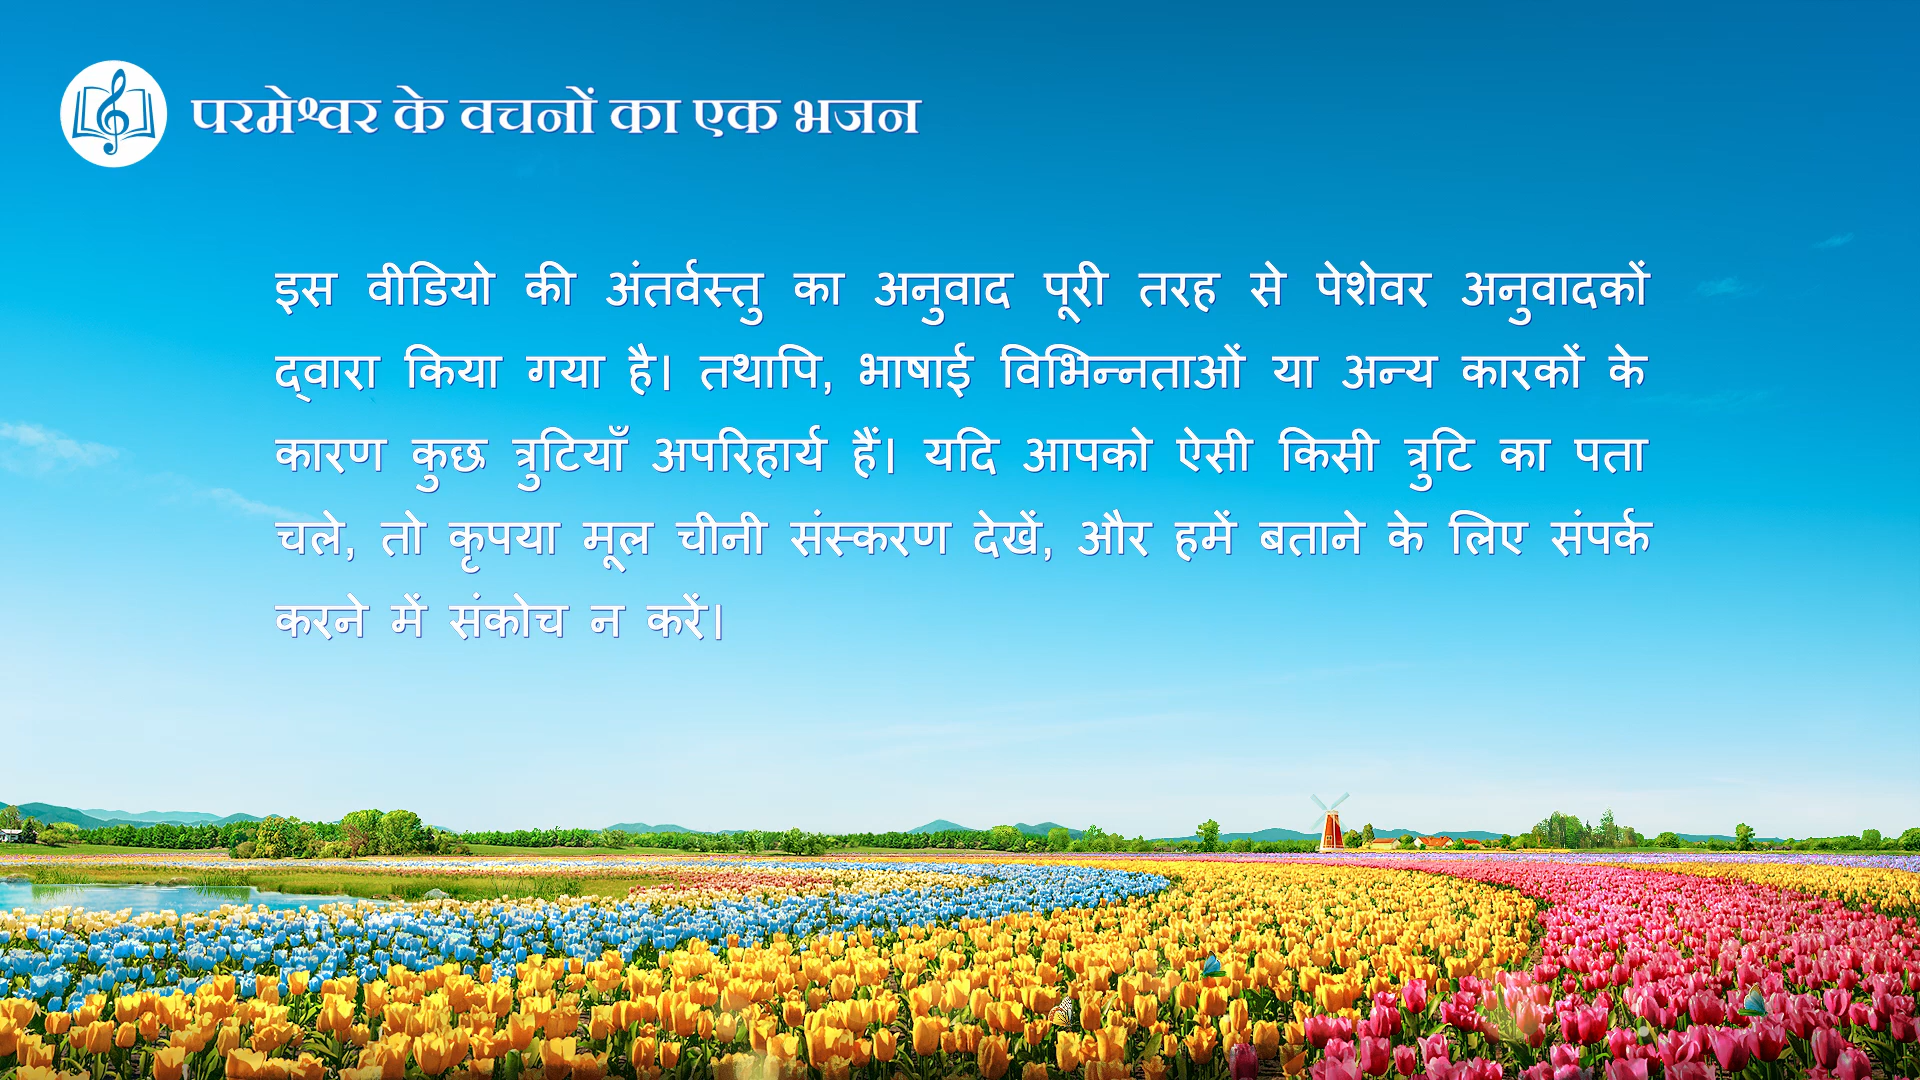 परमेश्वर के वचनों का एक भजन
इस वीडियो की अंतर्वस्तु का अनुवाद पूरी तरह से पेशेवर अनुवादकों
द्वारा किया गया है। तथापि, भाषाई विभिन्नताओं या अन्य कारकों के
कारण कुछ त्रुटियाँ अपरिहार्य हैं। यदि आपको ऐसी किसी त्रुटि का पता
चले, तो कृपया मूल चीनी संस्करण देखें, और हमें बताने के लिए संपर्क
करने में संकोच न करें।